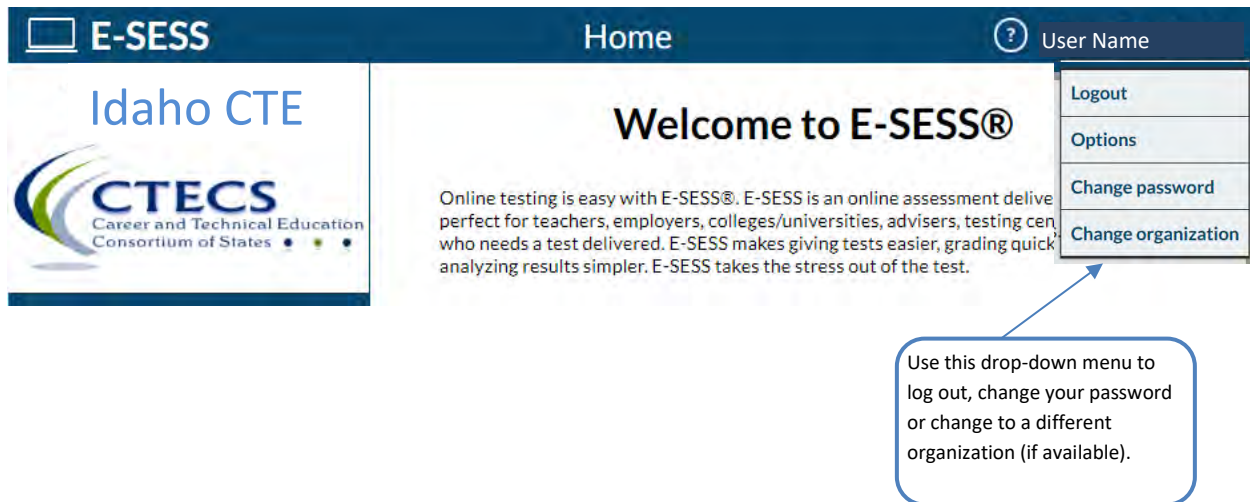 E-SESS
Home
?
User Name
Idaho CTE
CTECS
Career and Technical Education
Consortium of States
Logout
Options
Change password
Change organization
Welcome to E-SESS®
Online testing is easy with E-SESS®. E-SESS is an online assessment delive
perfect for teachers, employers, colleges/universities, advisers, testing cen
who needs a test delivered. E-SESS makes giving tests easier, grading quick
analyzing results simpler. E-SESS takes the stress out of the test.
Use this drop-down menu to
log out, change your password
or change to a different
organization (if available).